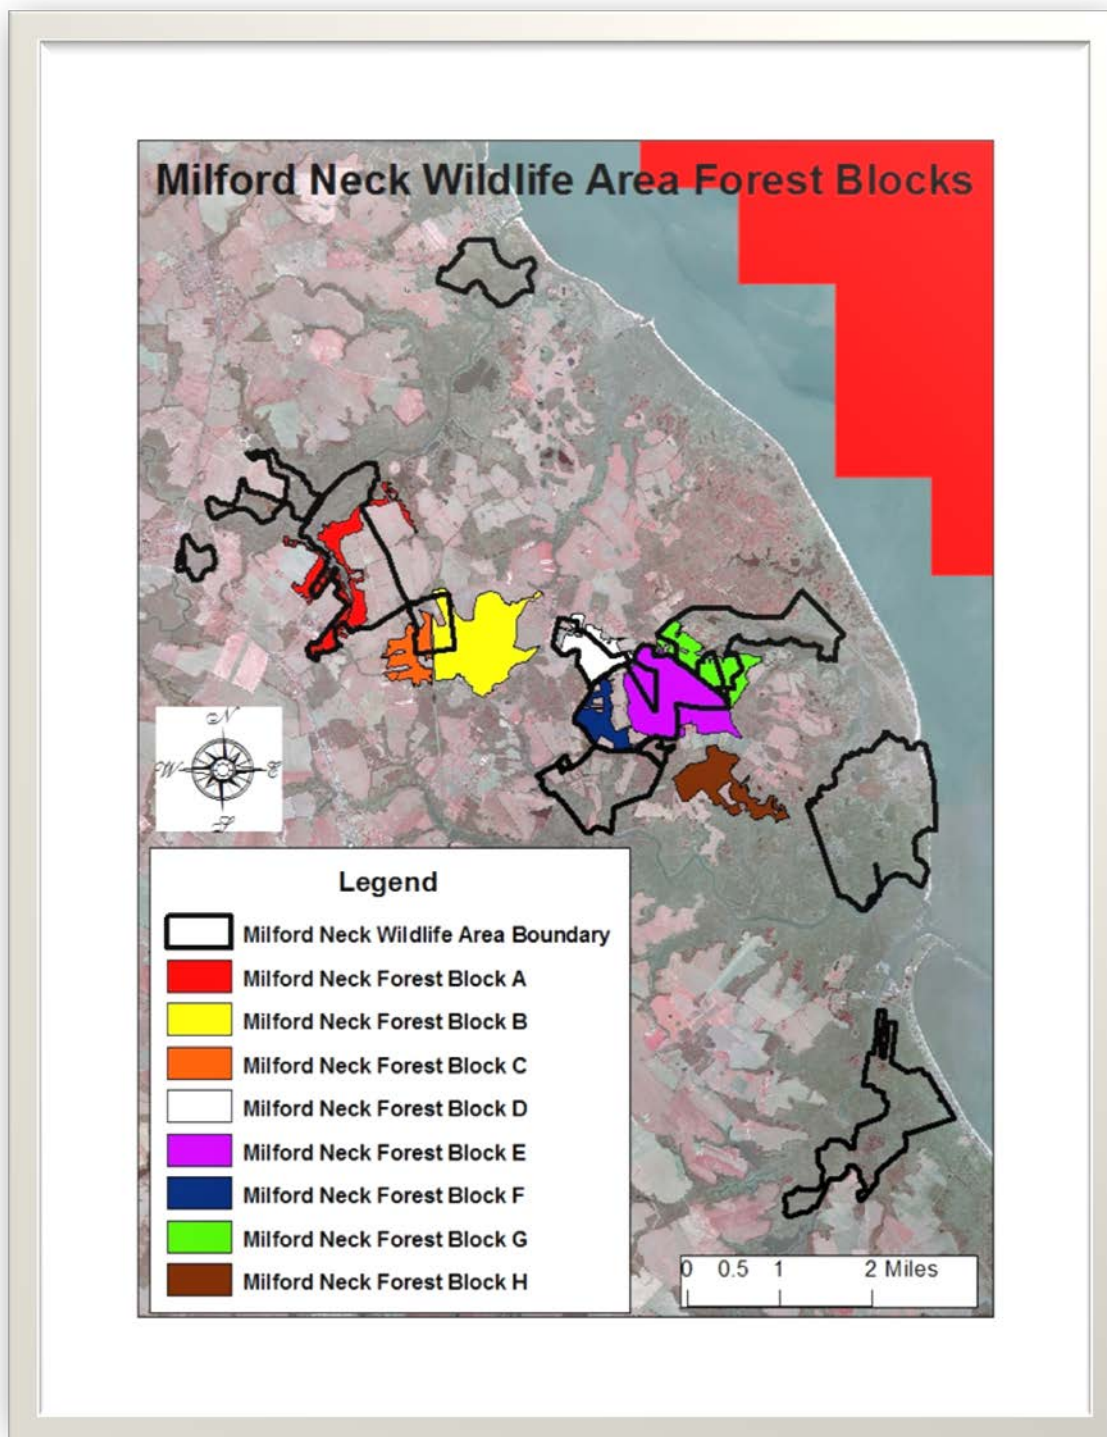 Milford Neck Wildlife Area Forest Blocks
N
W E
S
Legend
Milford Neck Wildlife Area Boundary
Milford Neck Forest Block A
Milford Neck Forest Block B
Milford Neck Forest Block C
Milford Neck Forest Block D
Milford Neck Forest Block E
Milford Neck Forest Block F
Milford Neck Forest Block G
Milford Neck Forest Block H
0 0.5 1 2 Miles